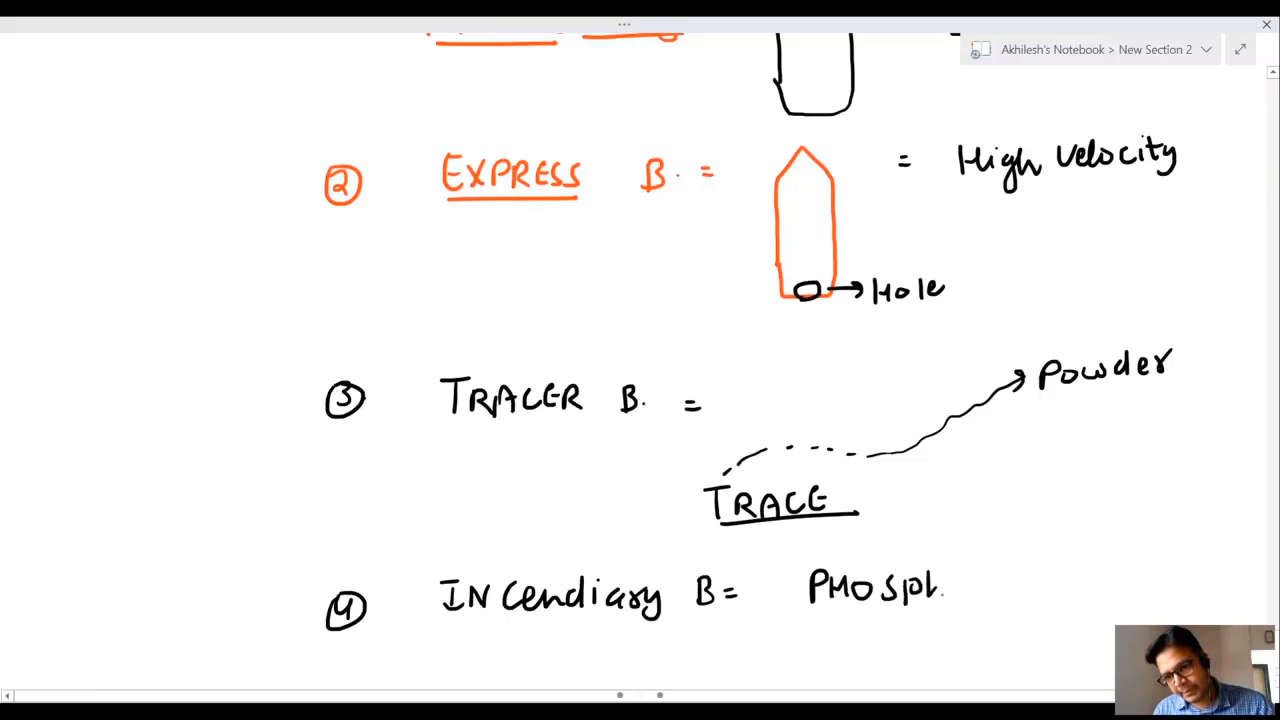 Akhilesh's Notebook > New Section 2
② EXPRESS B. = = High Velocity
Hole
③ TRACER B. =
Powder
TRACE
④ INcendiary B = PHOSph